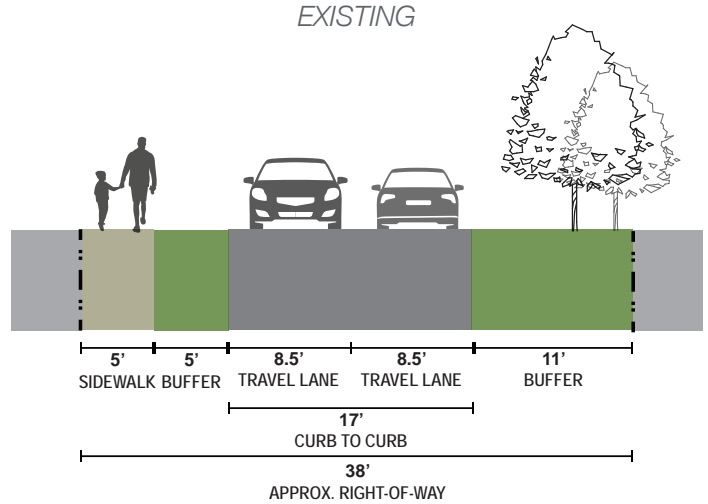 EXISTING
5' 5' 8.5' 8.5' 11'
SIDEWALK BUFFER TRAVEL LANE TRAVEL LANE BUFFER
17'
CURB TO CURB
38'
APPROX. RIGHT-OF-WAY